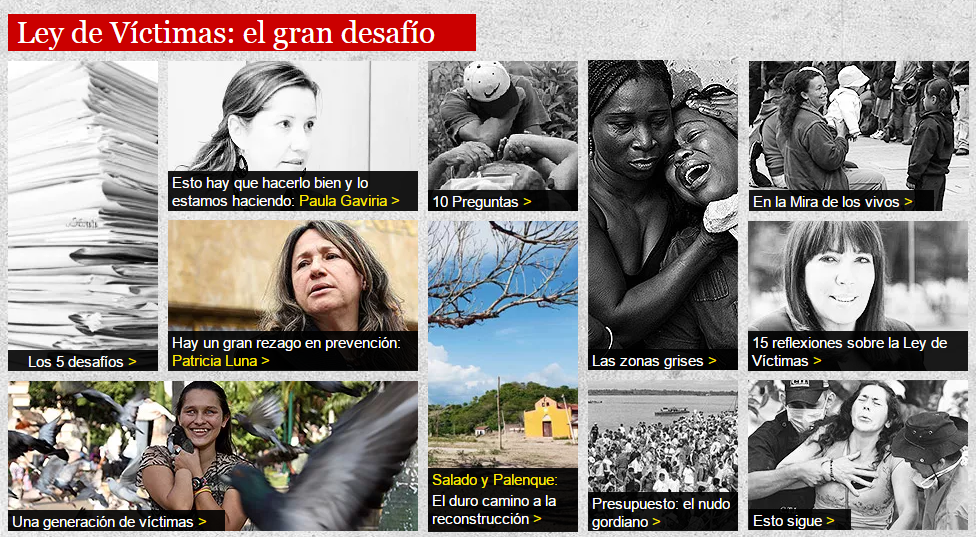 Ley de Víctimas: el gran desafío
Esto hay que hacerlo bien y lo
estamos haciendo: Paula Gaviria >
10 Preguntas >
En la Mira de los vivos >
Los 5 desafíos >
Hay un gran rezago en prevención:
Patricia Luna >
Las zonas grises >
15 reflexiones sobre la Ley de
Víctimas >
Una generación de víctimas >
Salado y Palenque:
El duro camino a la
reconstrucción >
Presupuesto: el nudo
gordiano >
Esto sigue >